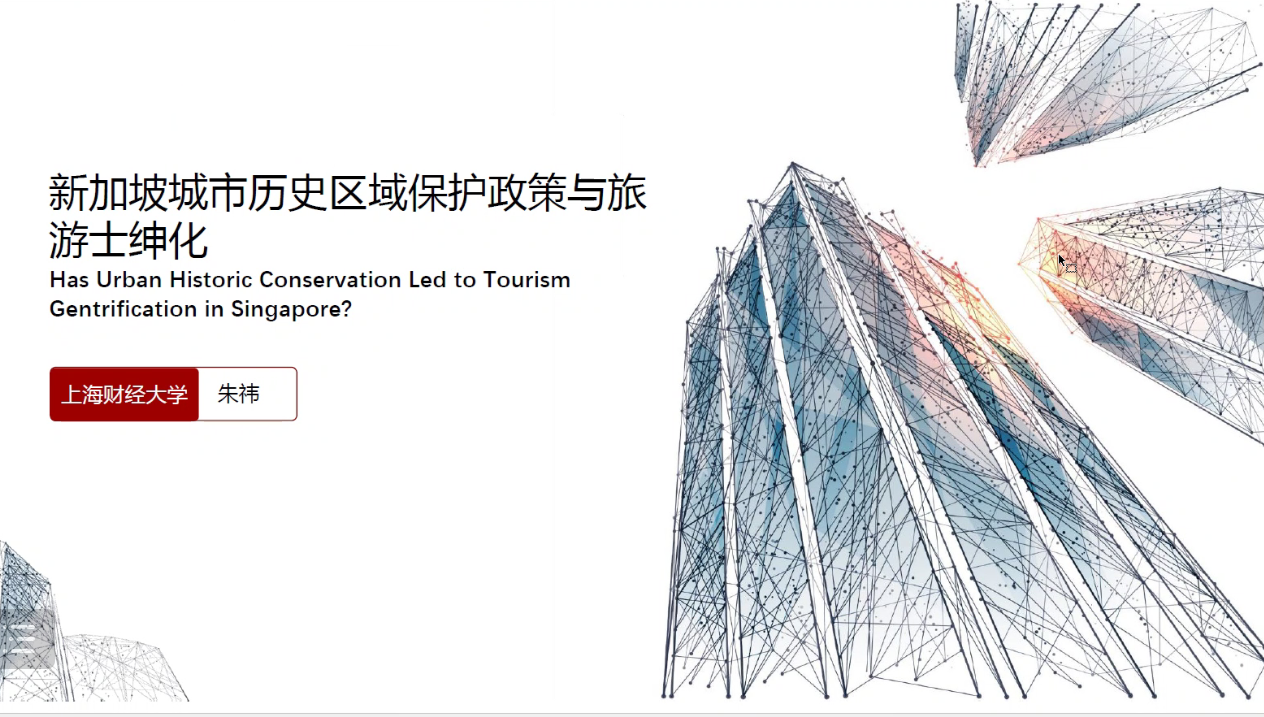 新加坡城市历史区域保护政策与旅
游士绅化
Has Urban Historic Conservation Led to Tourism
Gentrification in Singapore?
上海财经大学 朱祎